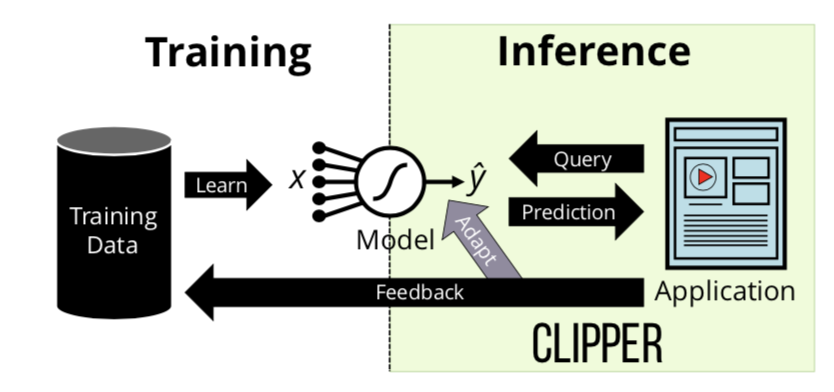 Training
Inference
Training
Data
Learn
x
ŷ
Model
Query
Prediction
Adapt
Feedback
Application
CLIPPER